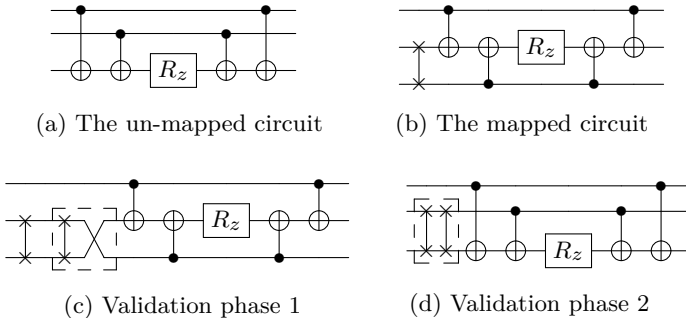 R_z
R_z
(a) The un-mapped circuit
(b) The mapped circuit
R_z
R_z
(c) Validation phase 1
(d) Validation phase 2